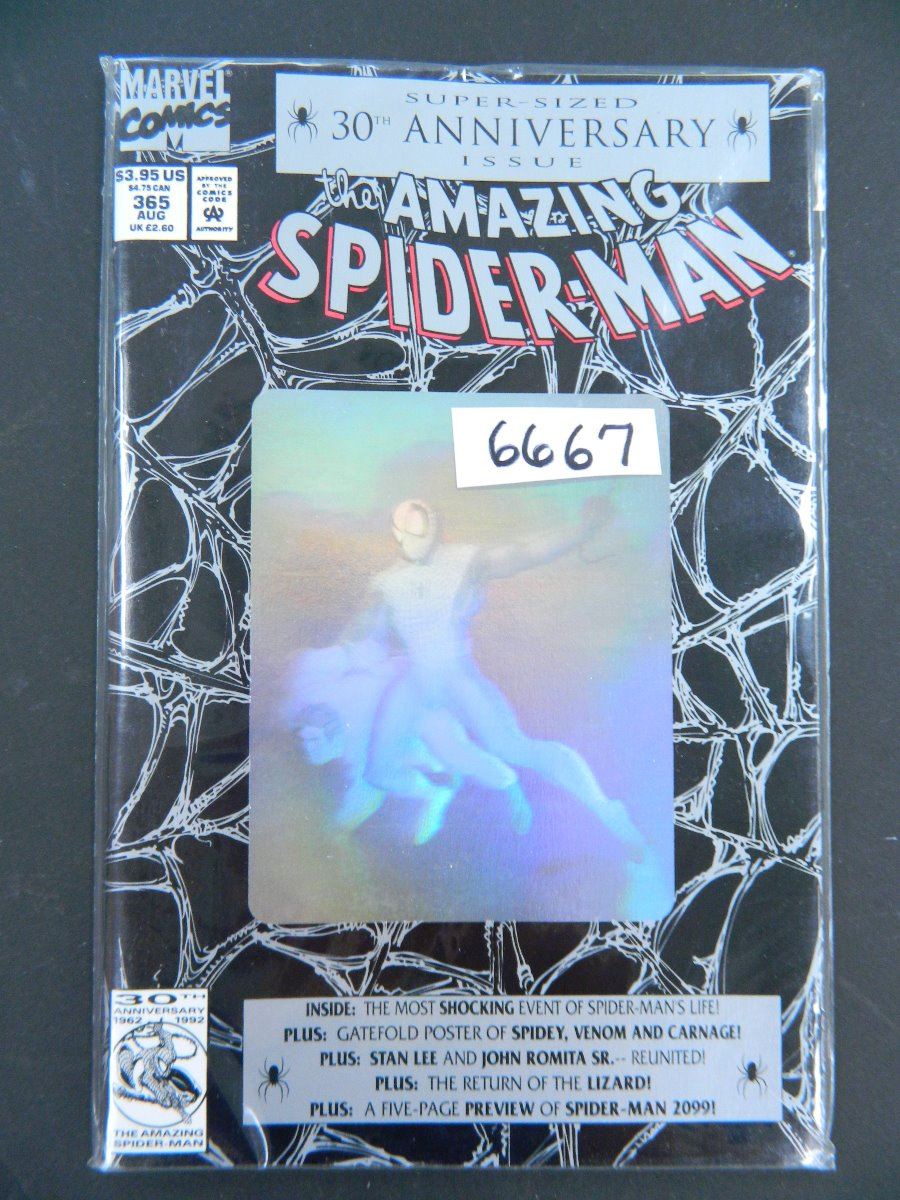 MARVEL
COMICS
M
$3.95 US
$4.75 CAN
365
AUG
UK £2.60
APPROVED
BY THE
COMICS
CODE
CA
AUTHORITY
SUPER-SIZED
30TH ANNIVERSARY
ISSUE
the AMAZING
SPIDER-MAN
6667
30TH
ANNIVERSARY
1962 1992
THE AMAZING
SPIDER-MAN
INSIDE: THE MOST SHOCKING EVENT OF SPIDER-MAN'S LIFE!
PLUS: GATEFOLD POSTER OF SPIDEY, VENOM AND CARNAGE!
PLUS: STAN LEE AND JOHN ROMITA SR.-- REUNITED!
PLUS: THE RETURN OF THE LIZARD!
PLUS: A FIVE-PAGE PREVIEW OF SPIDER-MAN 2099!